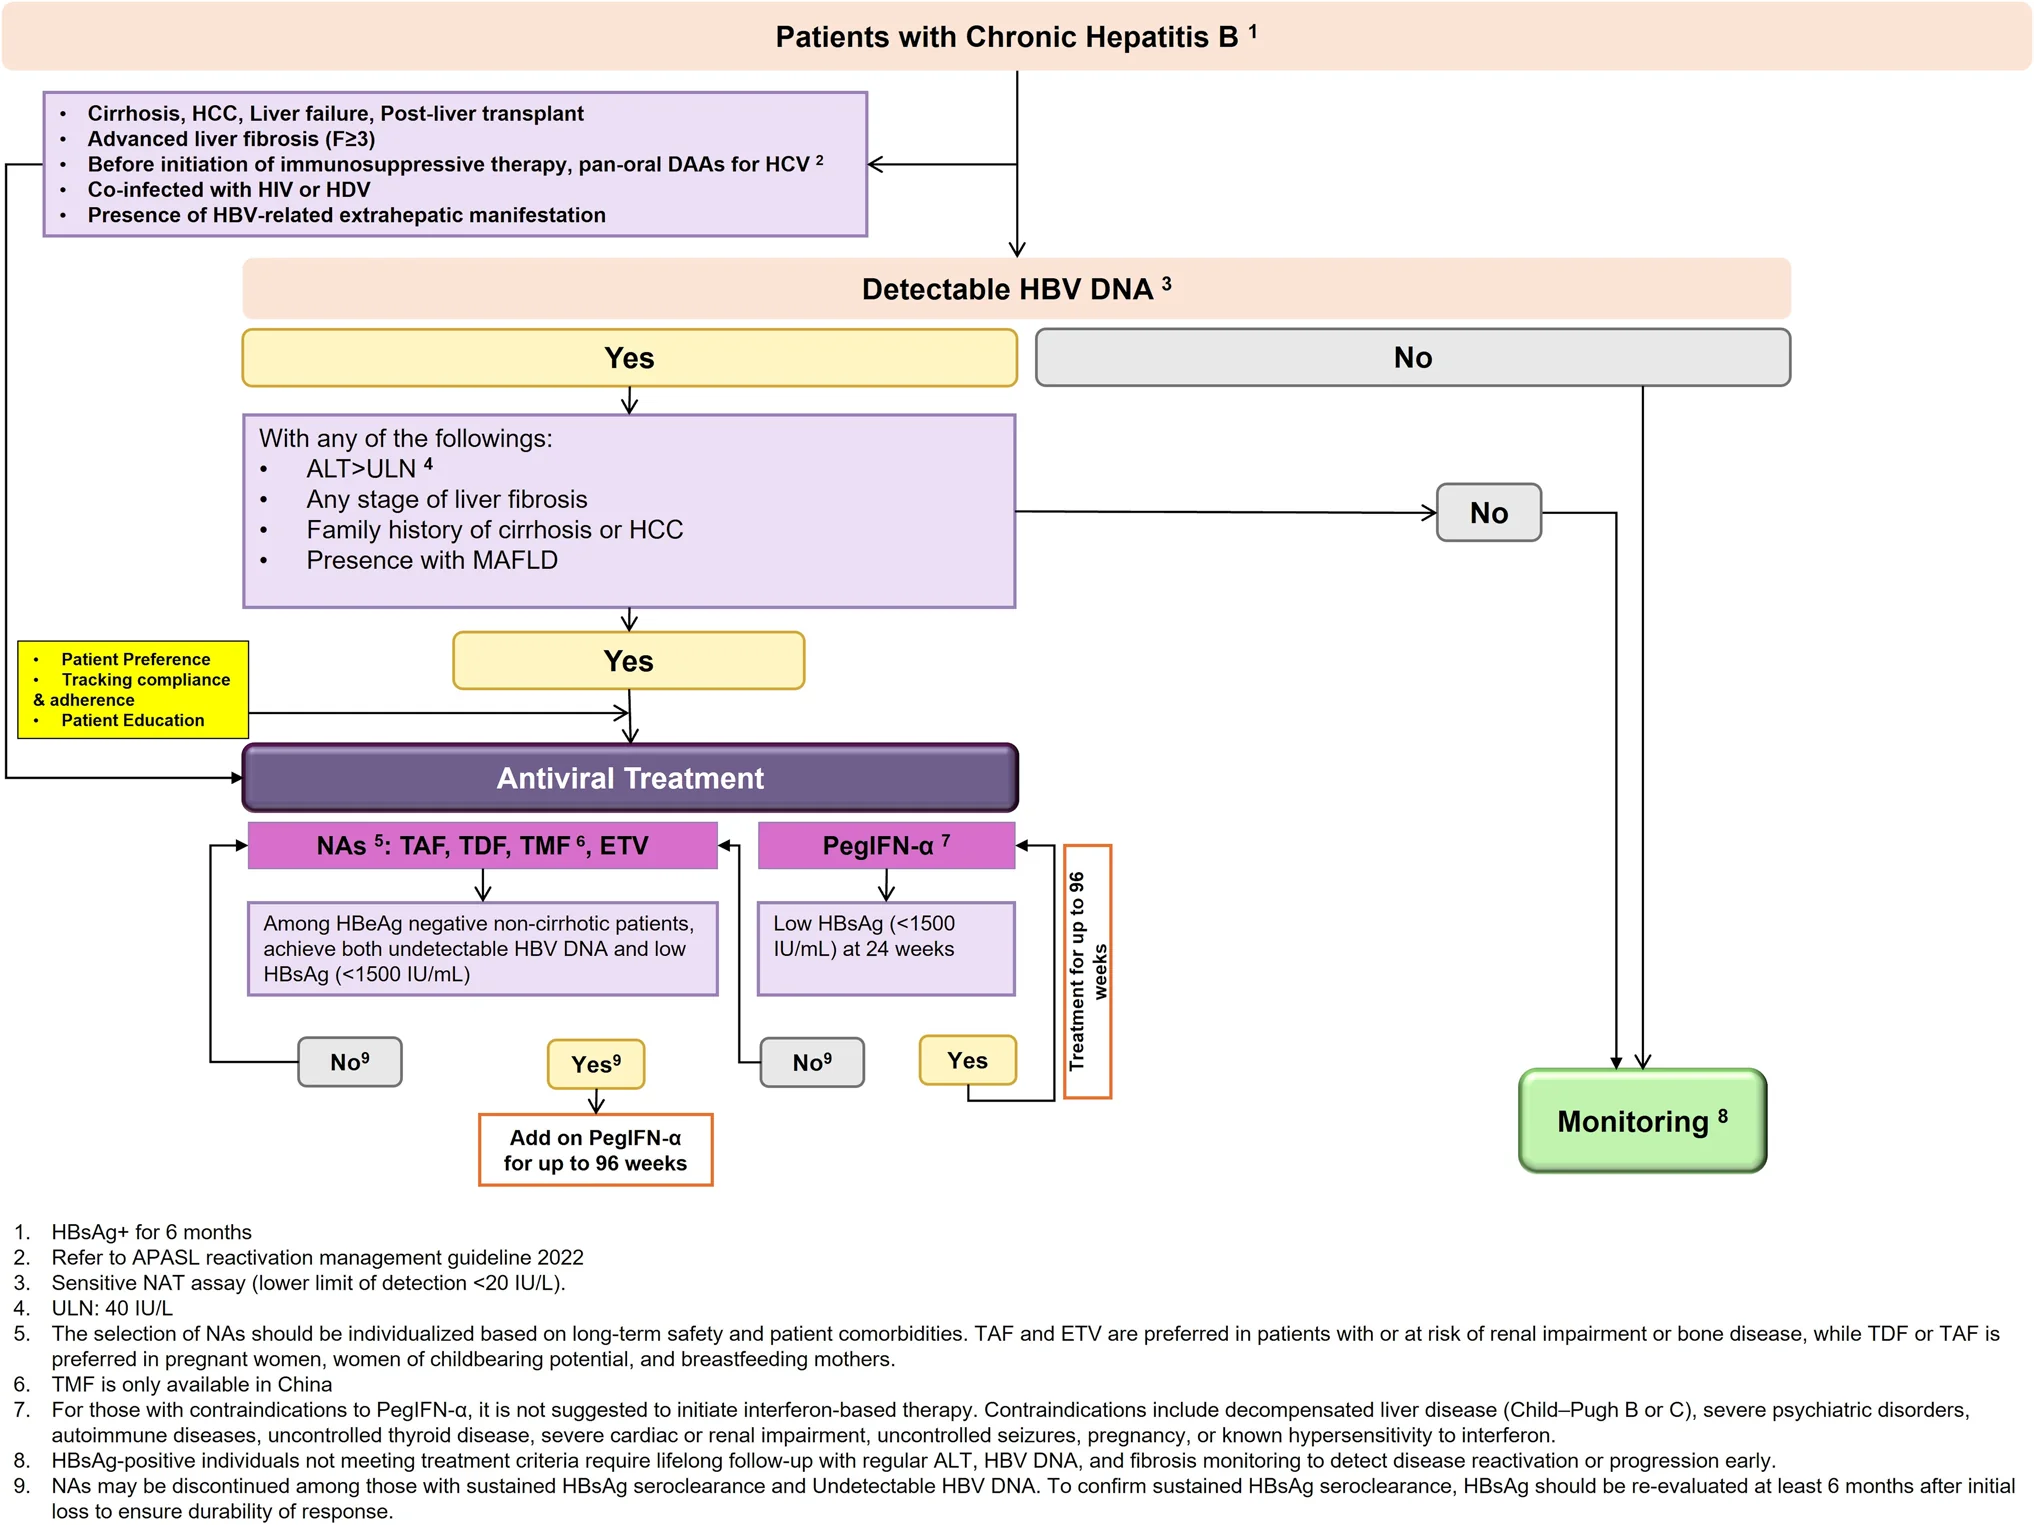 Patients with Chronic Hepatitis B 1
• Cirrhosis, HCC, Liver failure, Post-liver transplant
• Advanced liver fibrosis (F≥3)
• Before initiation of immunosuppressive therapy, pan-oral DAAs for HCV 2
• Co-infected with HIV or HDV
• Presence of HBV-related extrahepatic manifestation
Detectable HBV DNA 3
Yes
No
With any of the followings:
• ALT>ULN 4
• Any stage of liver fibrosis
• Family history of cirrhosis or HCC
• Presence with MAFLD
No
Yes
• Patient Preference
• Tracking compliance
& adherence
• Patient Education
Antiviral Treatment
NAs 5: TAF, TDF, TMF 6, ETV
PegIFN-α 7
Among HBeAg negative non-cirrhotic patients,
achieve both undetectable HBV DNA and low
HBsAg (<1500 IU/mL)
Low HBsAg (<1500
IU/mL) at 24 weeks
Treatment for up to 96
weeks
No9
Yes9
No9
Yes
Add on PegIFN-α
for up to 96 weeks
Monitoring 8
1. HBsAg+ for 6 months
2. Refer to APASL reactivation management guideline 2022
3. Sensitive NAT assay (lower limit of detection <20 IU/L).
4. ULN: 40 IU/L
5. The selection of NAs should be individualized based on long-term safety and patient comorbidities. TAF and ETV are preferred in patients with or at risk of renal impairment or bone disease, while TDF or TAF is
preferred in pregnant women, women of childbearing potential, and breastfeeding mothers.
6. TMF is only available in China
7. For those with contraindications to PegIFN-α, it is not suggested to initiate interferon-based therapy. Contraindications include decompensated liver disease (Child–Pugh B or C), severe psychiatric disorders,
autoimmune diseases, uncontrolled thyroid disease, severe cardiac or renal impairment, uncontrolled seizures, pregnancy, or known hypersensitivity to interferon.
8. HBsAg-positive individuals not meeting treatment criteria require lifelong follow-up with regular ALT, HBV DNA, and fibrosis monitoring to detect disease reactivation or progression early.
9. NAs may be discontinued among those with sustained HBsAg seroclearance and Undetectable HBV DNA. To confirm sustained HBsAg seroclearance, HBsAg should be re-evaluated at least 6 months after initial
loss to ensure durability of response.